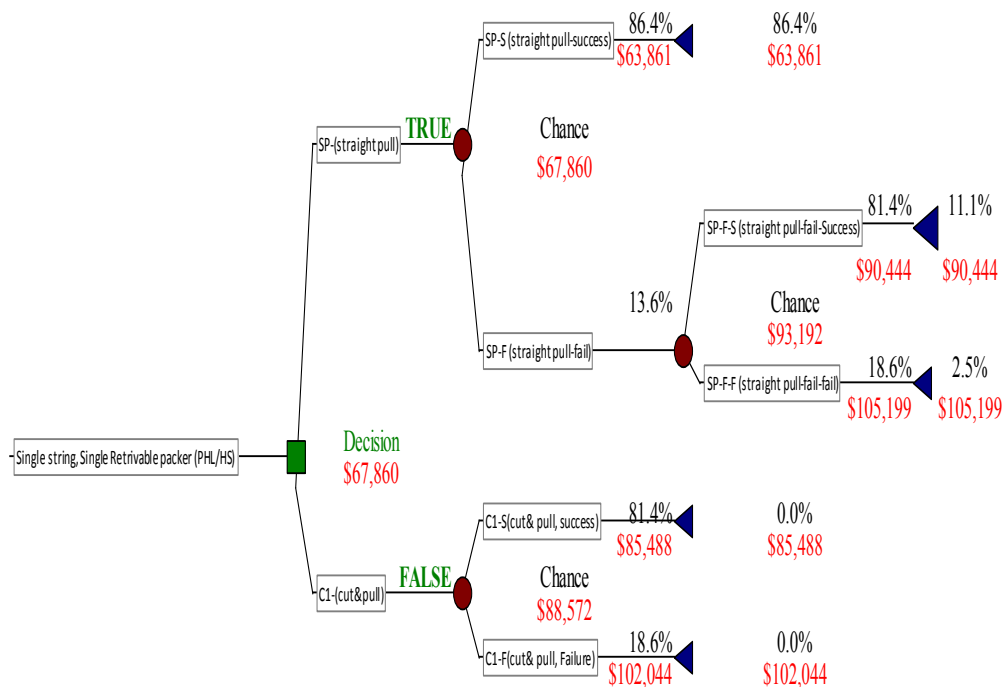 86.4% 86.4%
SP-S (straight pull-success)
$63,861 $63,861
TRUE Chance
SP-(straight pull)
$67,860
81.4% 11.1%
SP-F-S (straight pull-fail-Success)
$90,444 $90,444
13.6% Chance
$93,192
SP-F (straight pull-fail)
18.6% 2.5%
SP-F-F (straight pull-fail-fail)
$105,199 $105,199
Decision
Single string, Single Retrivable packer (PHL/HS)
$67,860
81.4% 0.0%
C1-S(cut& pull, success)
$85,488 $85,488
FALSE Chance
C1-(cut&pull)
$88,572
18.6% 0.0%
C1-F(cut& pull, Failure)
$102,044 $102,044